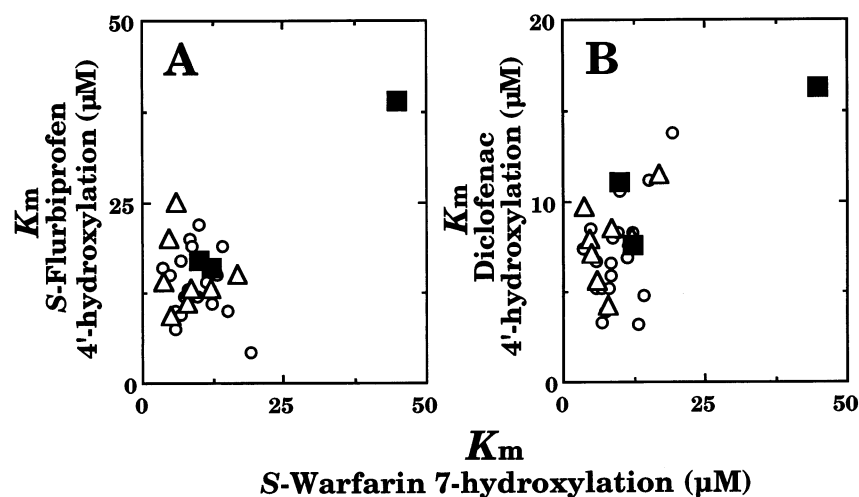 A
50
25
0
0
25
50
Km
S-Flurbiprofen
4'-hydroxylation (µM)
B
20
10
0
0
25
50
Km
Diclofenac
4'-hydroxylation (µM)
Km
S-Warfarin 7-hydroxylation (µM)